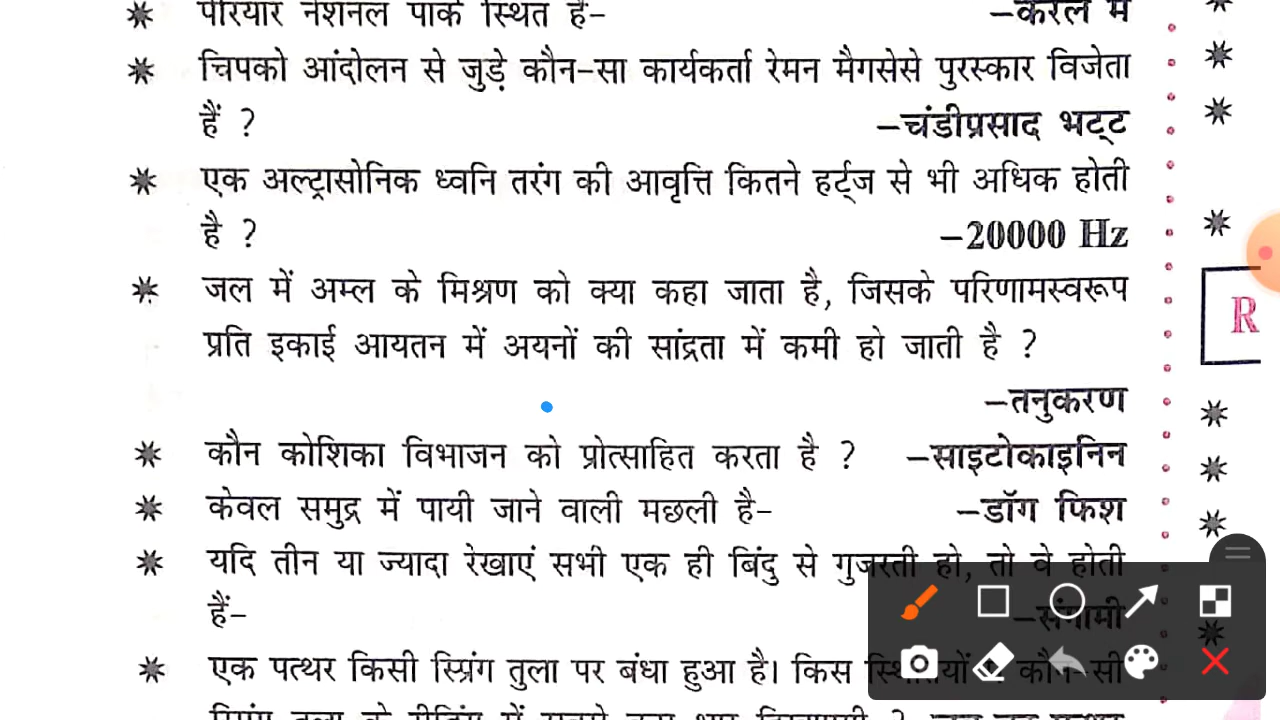 पेरियार नेशनल पार्क स्थित है- –केरल में
चिपको आंदोलन से जुड़े कौन-सा कार्यकर्ता रेमन मैगसेसे पुरस्कार विजेता
हैं ? –चंडीप्रसाद भट्ट
एक अल्ट्रासोनिक ध्वनि तरंग की आवृत्ति कितने हर्ट्ज से भी अधिक होती
है ? –20000 Hz
जल में अम्ल के मिश्रण को क्या कहा जाता है, जिसके परिणामस्वरूप
प्रति इकाई आयतन में अयनों की सांद्रता में कमी हो जाती है ?
–तनुकरण
कौन कोशिका विभाजन को प्रोत्साहित करता है ? –साइटोकाइनिन
केवल समुद्र में पायी जाने वाली मछली है- –डॉग फिश
यदि तीन या ज्यादा रेखाएं सभी एक ही बिंदु से गुजरती हो, तो वे होती
हैं- –संगामी
एक पत्थर किसी स्प्रिंग तुला पर बंधा हुआ है। किस कौन-सी
R